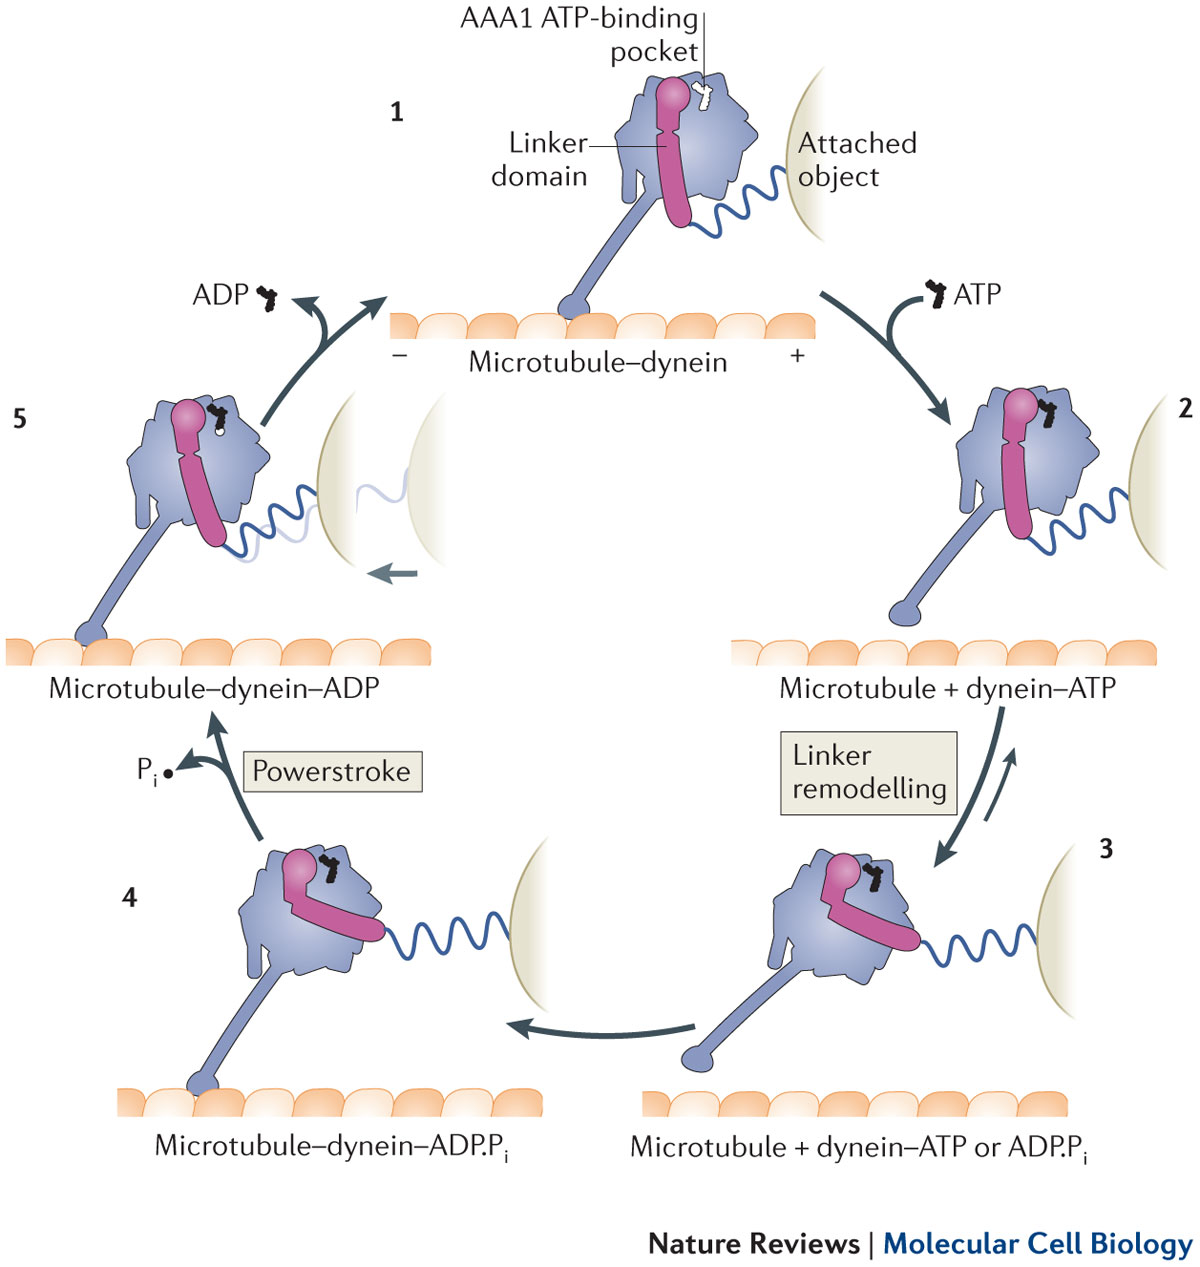 AAA1 ATP-binding
pocket
1
Linker
domain
Attached
object
ADP
ATP
–
+
Microtubule–dynein
5
2
Microtubule–dynein–ADP
Microtubule + dynein–ATP
Pi
Powerstroke
Linker
remodelling
3
4
Microtubule–dynein–ADP.Pi
Microtubule + dynein–ATP or ADP.Pi
Nature Reviews | Molecular Cell Biology